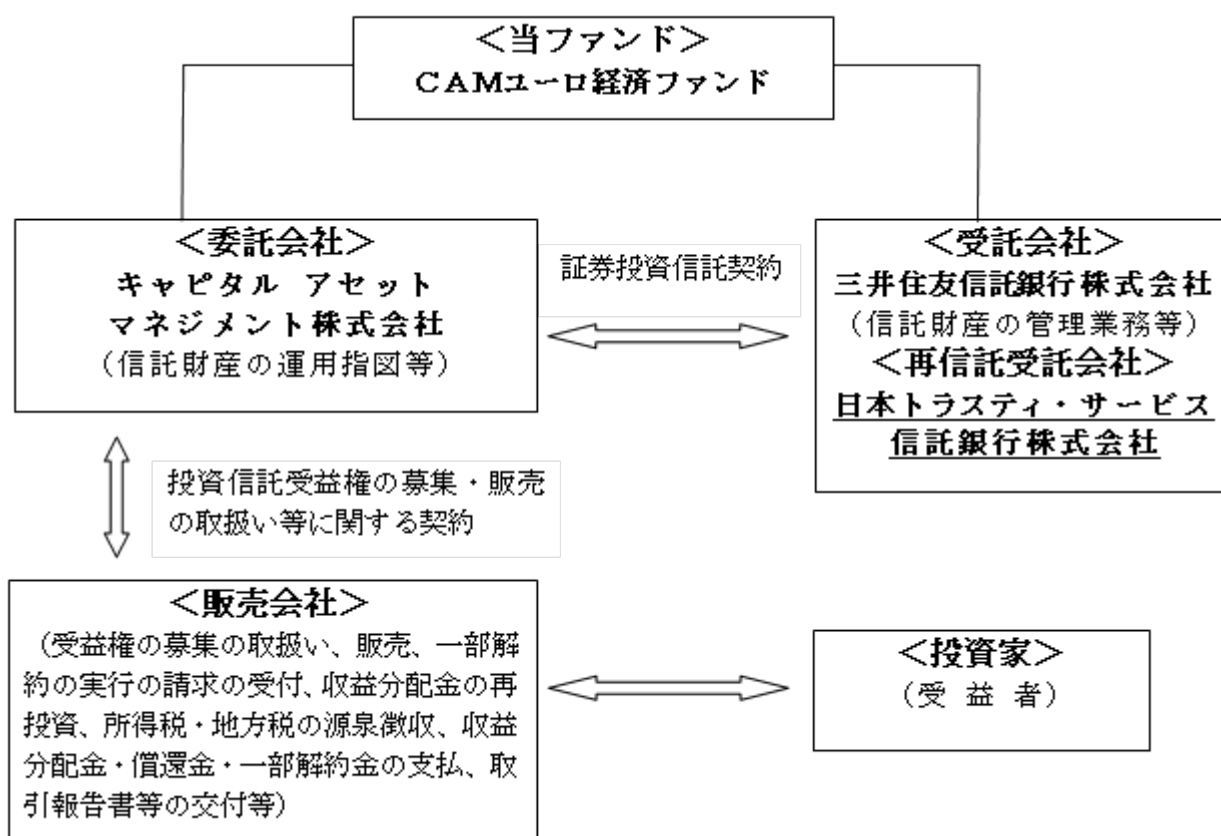 ＜当ファンド＞
CAMユーロ経済ファンド
＜委託会社＞
キャピタル アセット
マネジメント株式会社
（信託財産の運用指図等）
証券投資信託契約
＜受託会社＞
三井住友信託銀行株式会社
（信託財産の管理業務等）
＜再信託受託会社＞
日本トラスティ・サービス
信託銀行株式会社
投資信託受益権の募集・販売
の取扱い等に関する契約
＜販売会社＞
（受益権の募集の取扱い、販売、一部解
約の実行の請求の受付、収益分配金の再
投資、所得税・地方税の源泉徴収、収益
分配金・償還金・一部解約金の支払、取
引報告書等の交付等）
＜投資家＞
（受 益 者）